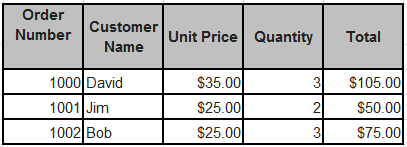 Order Number Customer Name Unit Price Quantity Total
1000 David $35.00 3 $105.00
1001 Jim $25.00 2 $50.00
1002 Bob $25.00 3 $75.00